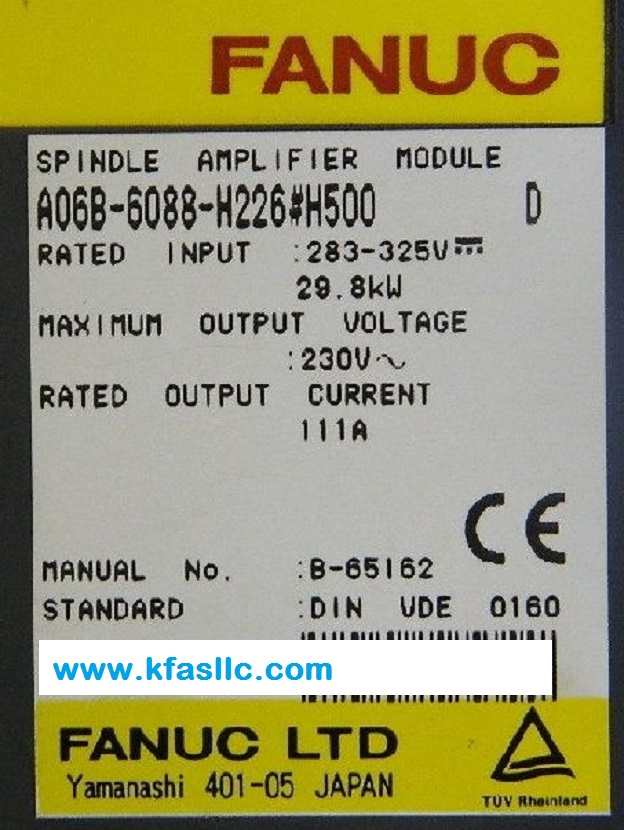 FANUC
SPINDLE AMPLIFIER MODULE
A06B-6088-H226#H500 D
RATED INPUT :283-325V⎓
29.8kW
MAXIMUM OUTPUT VOLTAGE
:230V~
RATED OUTPUT CURRENT
111A
CE
MANUAL No. :B-65162
STANDARD :DIN VDE 0160
www.kfasllc.com
FANUC LTD
Yamanashi 401-05 JAPAN
TÜV Rheinland